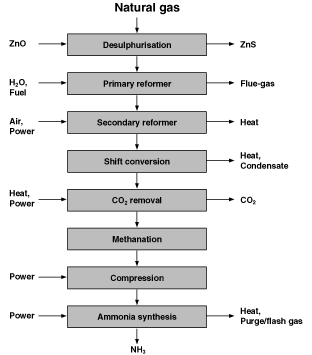 Natural gas
ZnO
Desulphurisation
ZnS
H₂O,
Fuel
Primary reformer
Flue-gas
Air,
Power
Secondary reformer
Heat
Shift conversion
Heat,
Condensate
Heat,
Power
CO₂ removal
CO₂
Methanation
Power
Compression
Power
Ammonia synthesis
Heat,
Purge/flash gas
NH₃